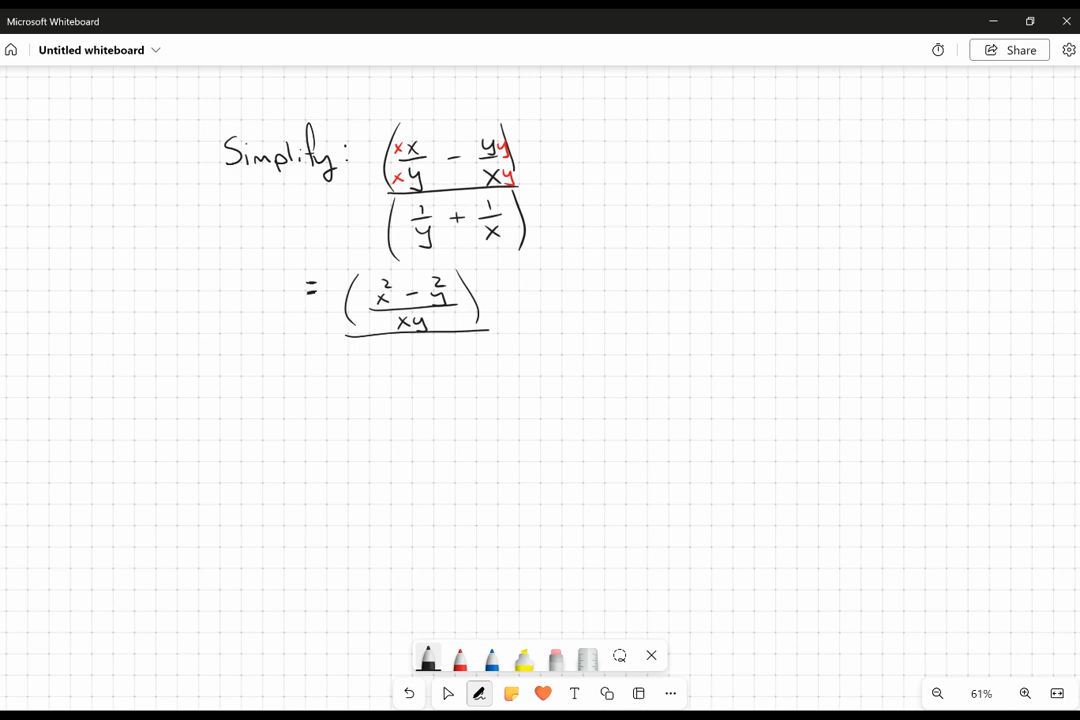 Microsoft Whiteboard
Untitled whiteboard
Share
Simplify: (xx/xy - yy/xy)
(1/y + 1/x)
= (x² - y²/xy)
61%